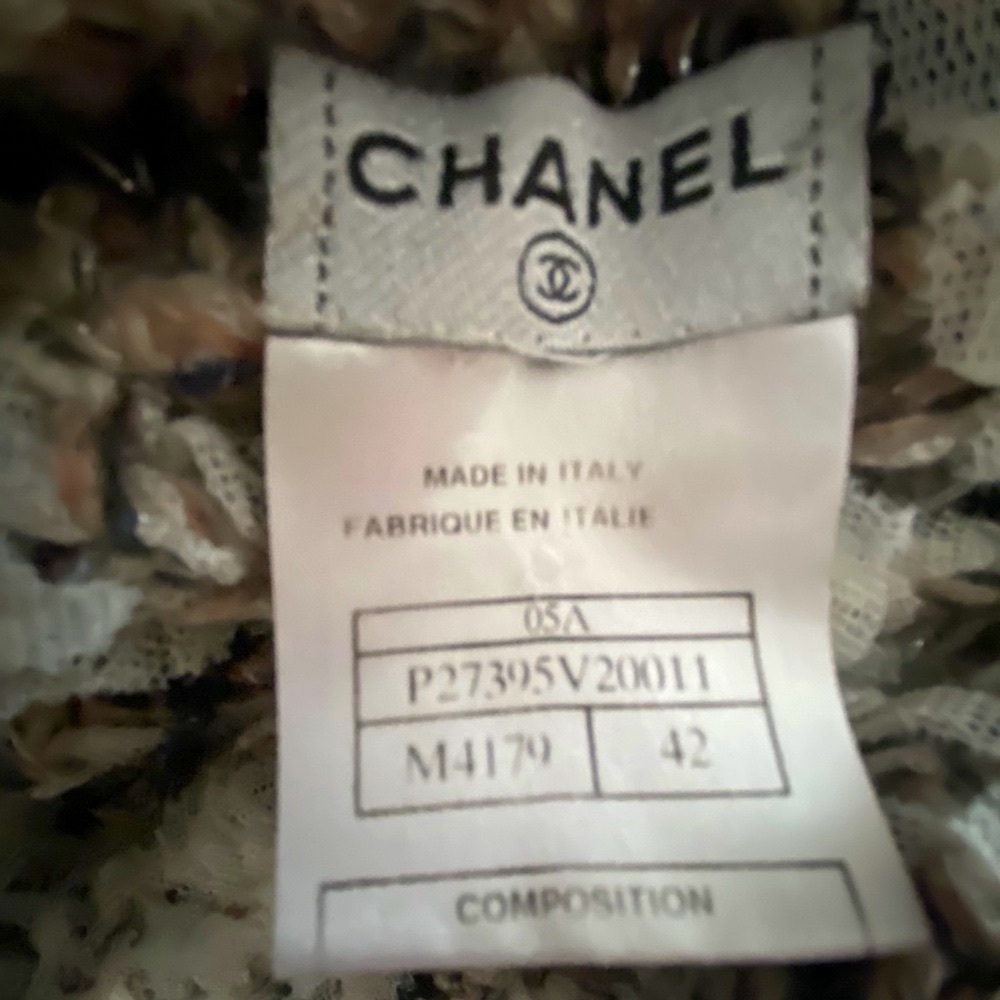 CHANEL
MADE IN ITALY
FABRIQUE EN ITALIE
05A
P27395V20011
M4179 42
COMPOSITION